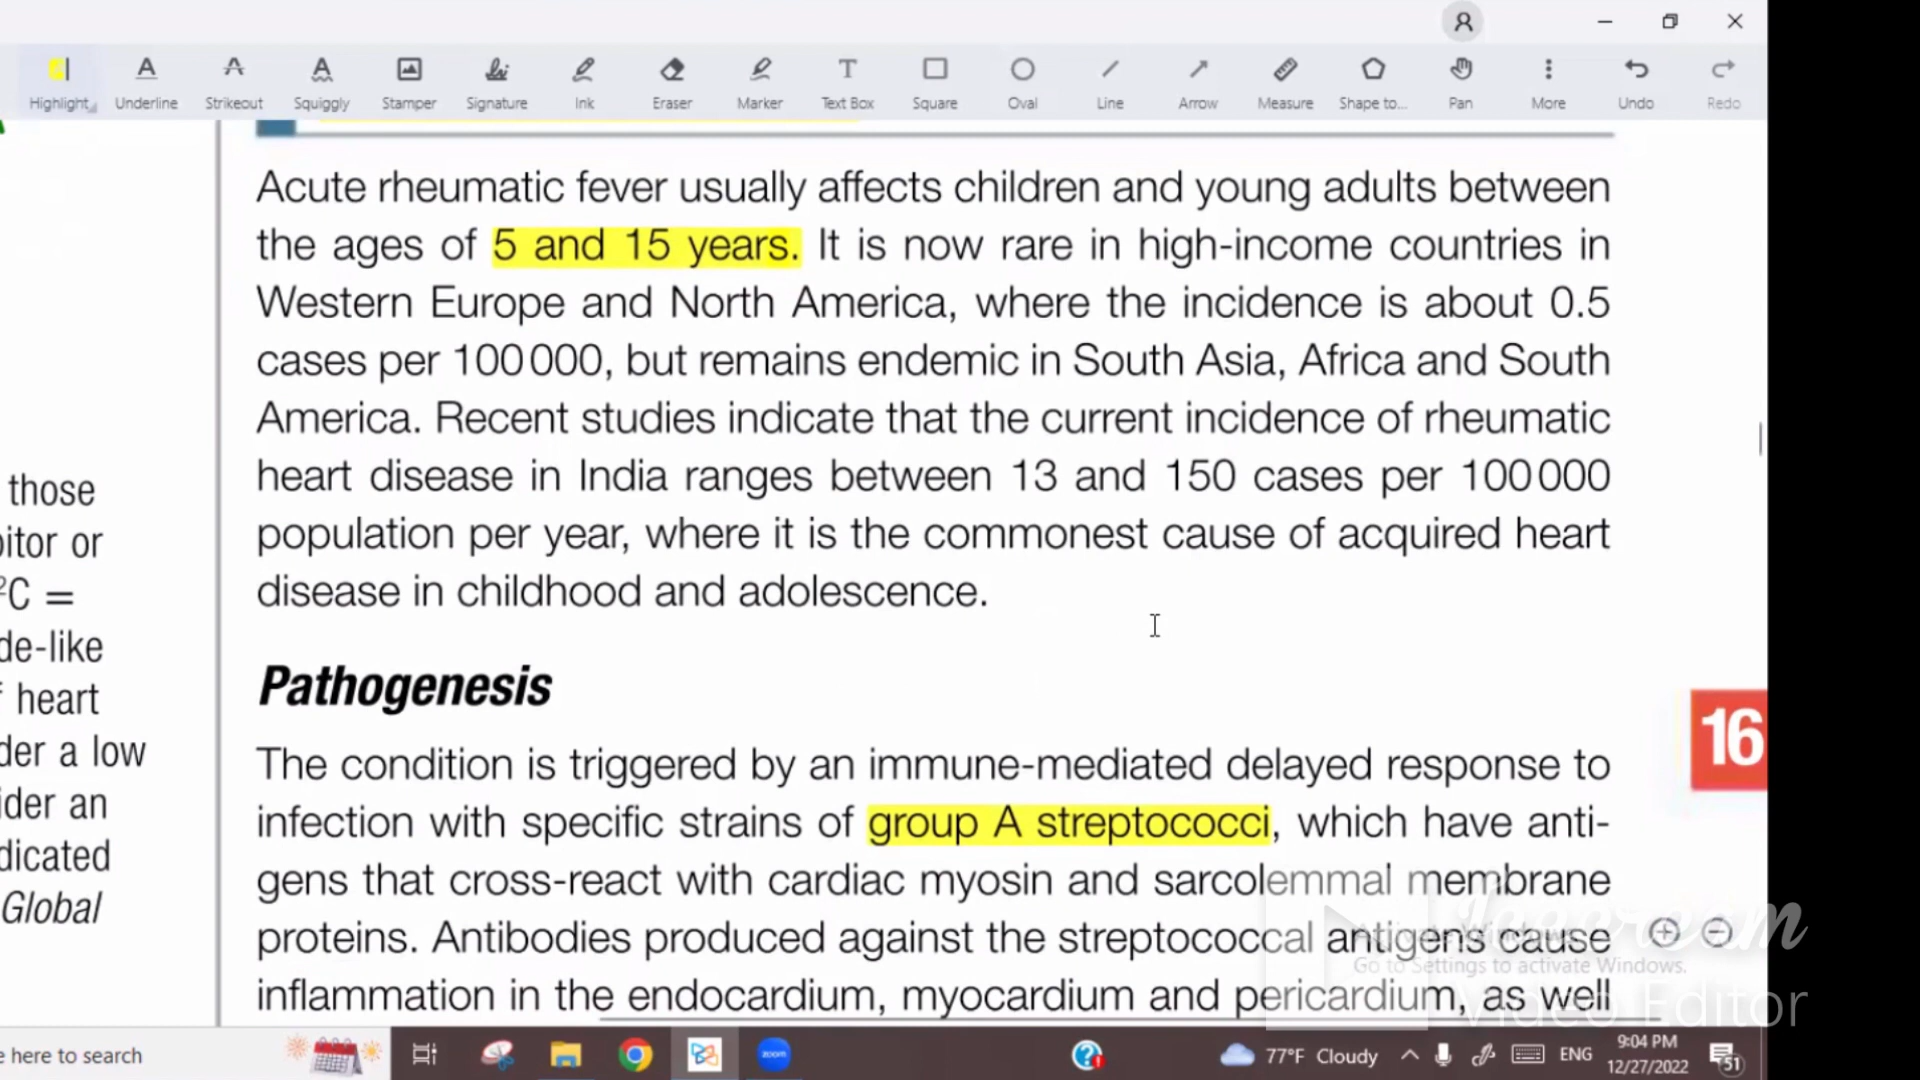 Highlight
Underline
Strikeout
Squiggly
Stamper
Signature
Ink
Eraser
Marker
Text Box
Square
Oval
Line
Arrow
Measure
Shape to...
Pan
More
Undo
Redo
those
itor or
°C =
de-like
heart
der a low
ider an
dicated
Global
Acute rheumatic fever usually affects children and young adults between
the ages of 5 and 15 years. It is now rare in high-income countries in
Western Europe and North America, where the incidence is about 0.5
cases per 100 000, but remains endemic in South Asia, Africa and South
America. Recent studies indicate that the current incidence of rheumatic
heart disease in India ranges between 13 and 150 cases per 100 000
population per year, where it is the commonest cause of acquired heart
disease in childhood and adolescence.
Pathogenesis
16
The condition is triggered by an immune-mediated delayed response to
infection with specific strains of group A streptococci, which have anti-
gens that cross-react with cardiac myosin and sarcolemmal membrane
proteins. Antibodies produced against the streptococcal antigens cause
inflammation in the endocardium, myocardium and pericardium, as well
Activate Windows
Go to Settings to activate Windows.
Icecream
Video Editor
e here to search
zoom
77°F Cloudy
ENG
9:04 PM
12/27/2022
51